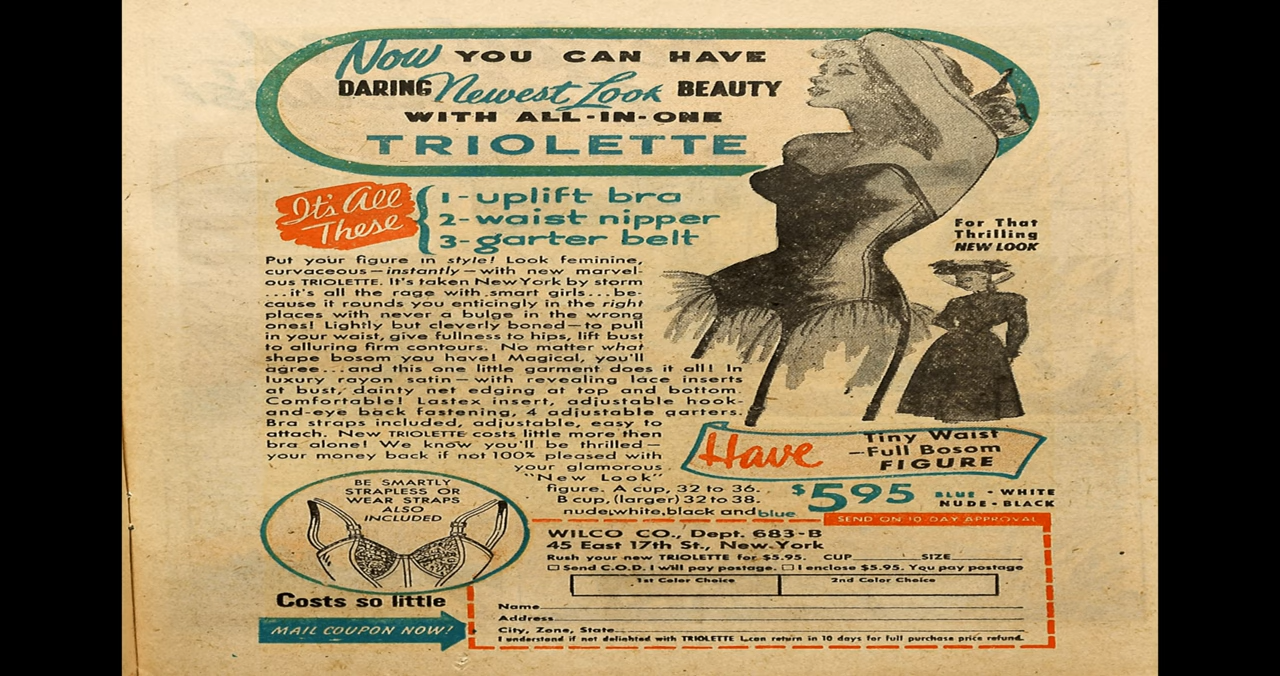 Now YOU CAN HAVE
DARING Newest Look BEAUTY
WITH ALL-IN-ONE
TRIOLETTE
It's All
These
1-uplift bra
2-waist nipper
3-garter belt
For That
Thrilling
NEW LOOK
Put your figure in style! Look feminine,
curvaceous—instantly—with new marvel-
ous TRIOLETTE. It's taken New York by storm
...it's all the rage with smart girls...be-
cause it rounds you enticingly in the right
places with never a bulge in the wrong
ones! Lightly but cleverly boned—to pull
in your waist, give fullness to hips, lift bust
to alluring firm contours. No matter what
shape bosom you have! Magical, you'll
agree...and this one little garment does it all! In
luxury rayon satin—with revealing lace inserts
at bust, dainty net edging at top and bottom.
Comfortable! Lastex insert, adjustable hook-
and-eye back fastening, 4 adjustable garters.
Bra straps included, adjustable, easy to
attach. New TRIOLETTE costs little more then
bra alone! We know you'll be thrilled—
your money back if not 100% pleased with
your glamorous
"New Look"
figure. A cup, 32 to 36.
B cup, (larger) 32 to 38.
nude, white, black and blue
Have Tiny Waist
—Full Bosom
FIGURE
$595 BLUE - WHITE
NUDE - BLACK
BE SMARTLY
STRAPLESS OR
WEAR STRAPS
ALSO
INCLUDED
Costs so little
MAIL COUPON NOW!
SEND ON 10-DAY APPROVAL
WILCO CO., Dept. 683-B
45 East 17th St., New York
Rush your new TRIOLETTE for $5.95. CUP SIZE
Send C.O.D. I will pay postage. I enclose $5.95. You pay postage
1st Color Choice 2nd Color Choice
Name
Address
City, Zone, State
I understand if not delighted with TRIOLETTE I can return in 10 days for full purchase price refund.